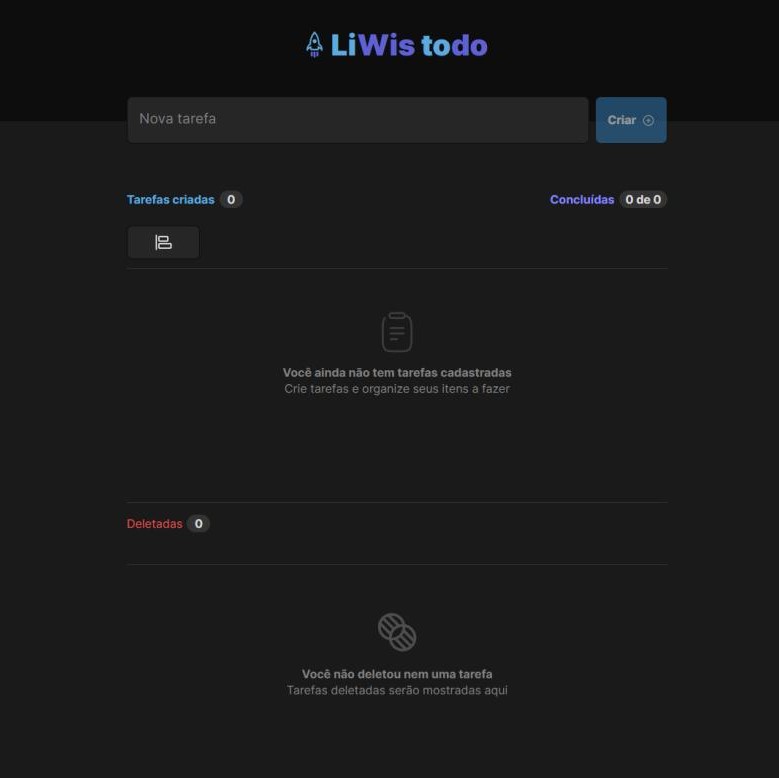 LiWis todo
Nova tarefa
Criar
Tarefas criadas 0
Concluídas 0 de 0
Você ainda não tem tarefas cadastradas
Crie tarefas e organize seus itens a fazer
Deletadas 0
Você não deletou nem uma tarefa
Tarefas deletadas serão mostradas aqui